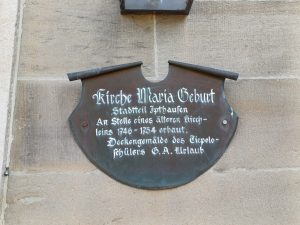 Kirche Maria Geburt
Stadtteil Ipthausen
An Stelle eines älteren Kirch-
leins 1746-1754 erbaut.
Deckengemälde des Tiepolo-
schülers G. A. Urlaub